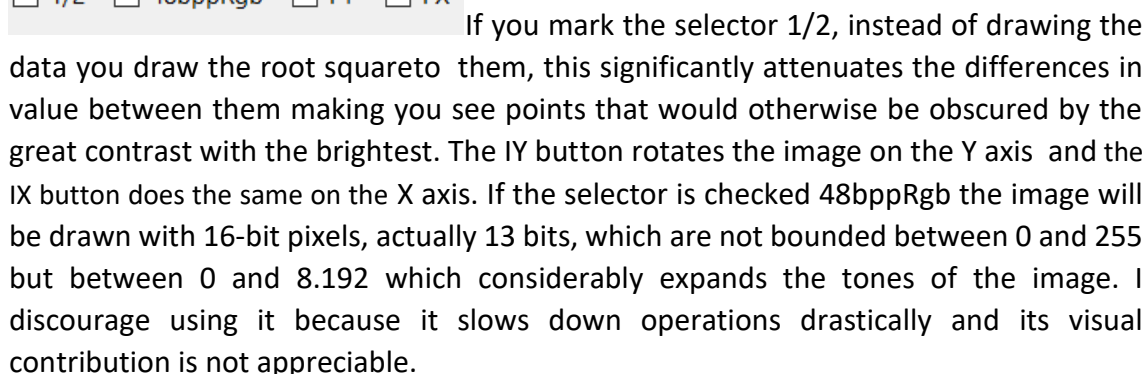 1/2 48bppRgb
If you mark the selector 1/2, instead of drawing the
data you draw the root squareto them, this significantly attenuates the differences in
value between them making you see points that would otherwise be obscured by the
great contrast with the brightest. The IY button rotates the image on the Y axis and the
IX button does the same on the X axis. If the selector is checked 48bppRgb the image will
be drawn with 16-bit pixels, actually 13 bits, which are not bounded between 0 and 255
but between 0 and 8.192 which considerably expands the tones of the image. I
discourage using it because it slows down operations drastically and its visual
contribution is not appreciable.